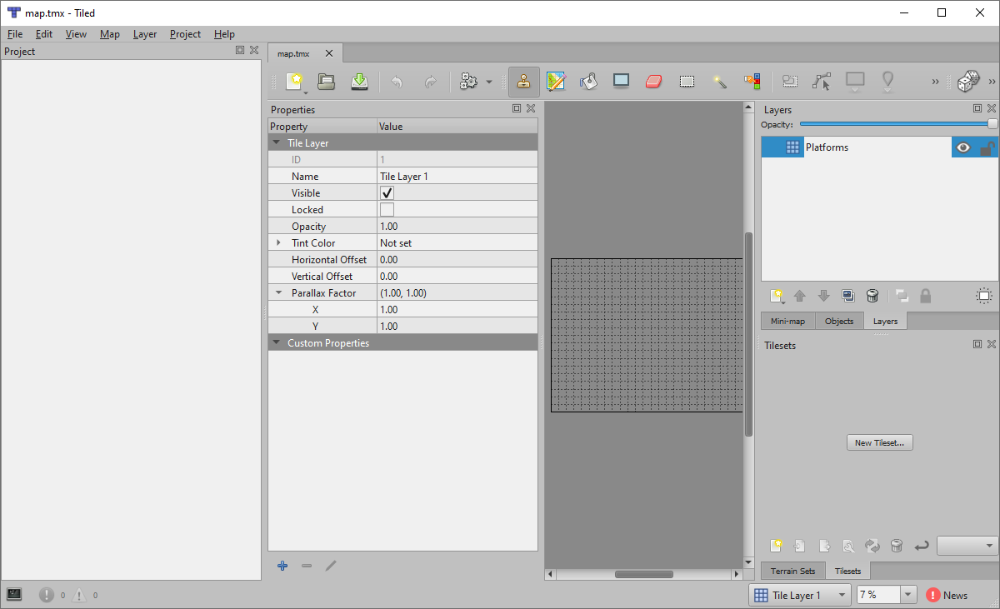 map.tmx - Tiled
File Edit View Map Layer Project Help
Project
map.tmx
Properties
Property Value
Tile Layer
ID 1
Name Tile Layer 1
Visible
Locked
Opacity 1.00
Tint Color Not set
Horizontal Offset 0.00
Vertical Offset 0.00
Parallax Factor (1.00, 1.00)
X 1.00
Y 1.00
Custom Properties
Layers
Opacity:
Platforms
Mini-map Objects Layers
Tilesets
New Tileset...
Terrain Sets Tilesets
0 0
Tile Layer 1
7 %
News